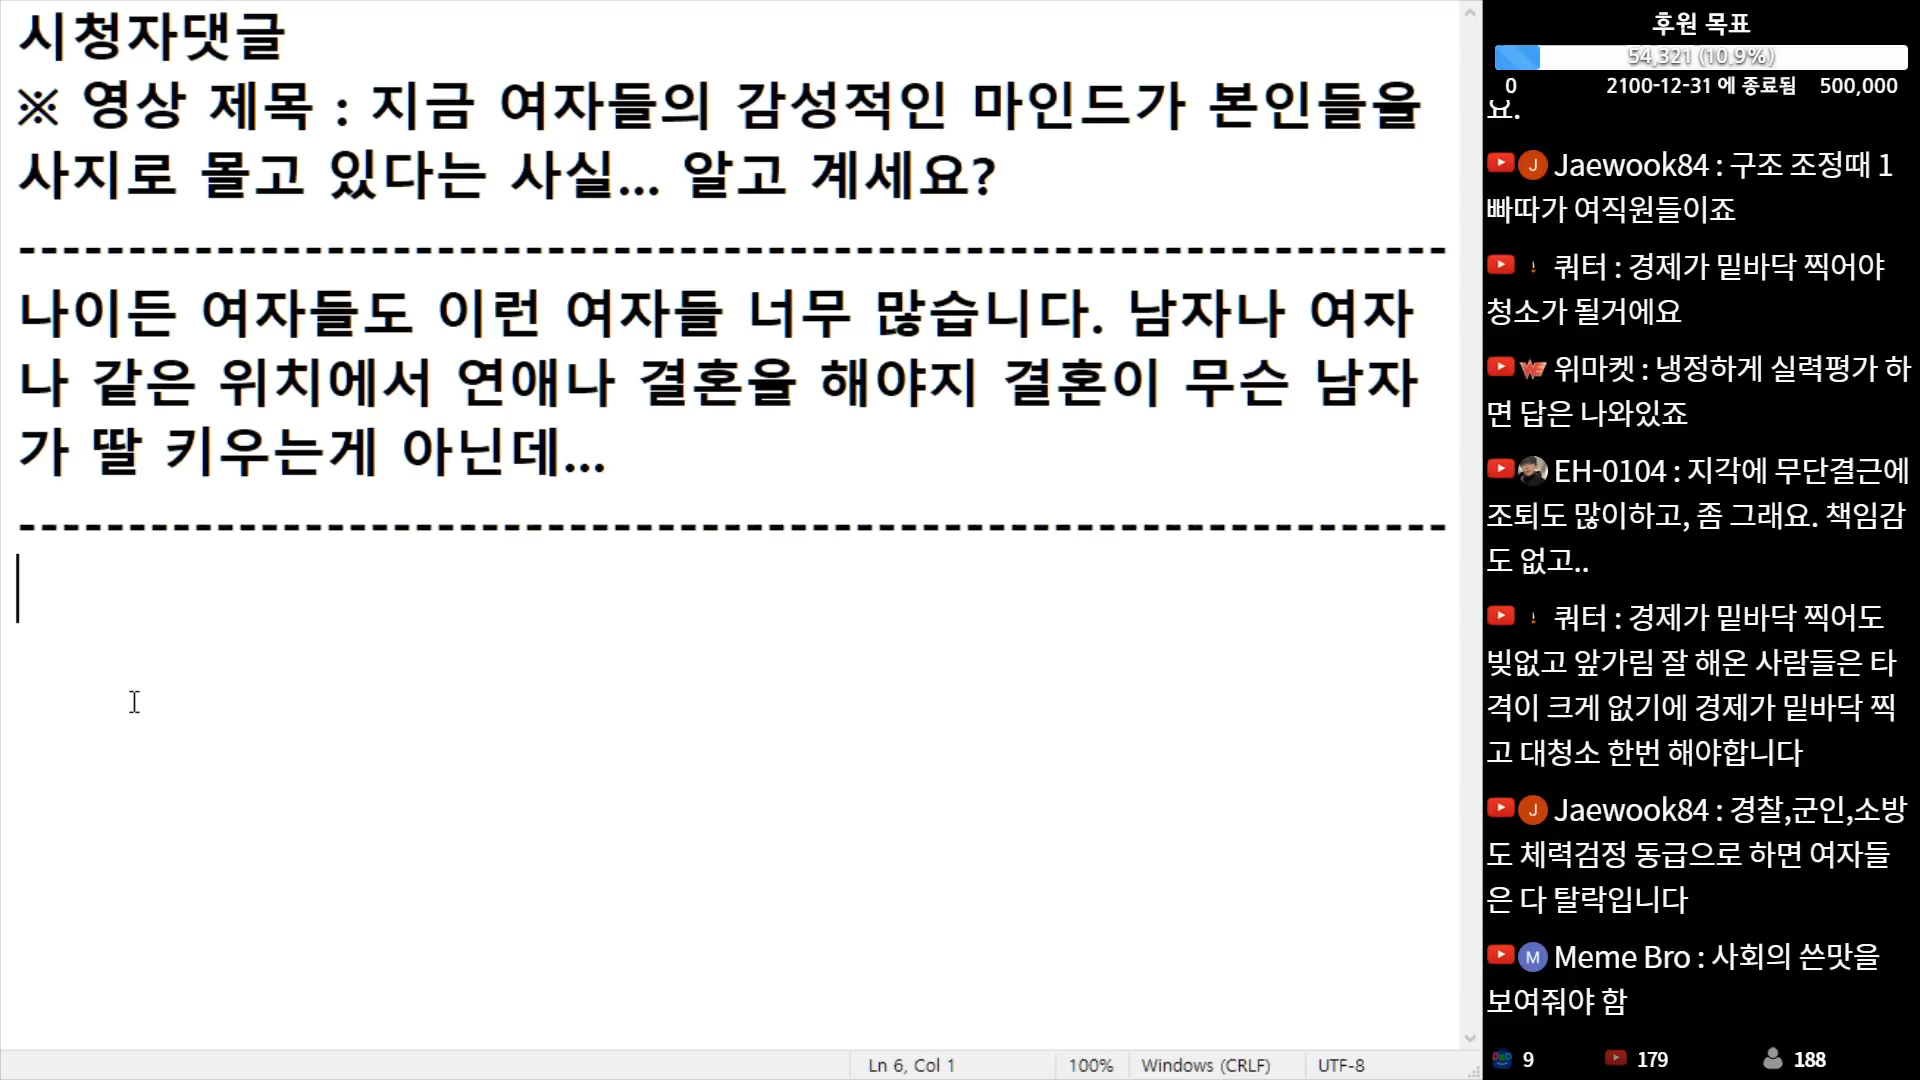 시청자댓글
※ 영상 제목 : 지금 여자들의 감성적인 마인드가 본인들을
사지로 몰고 있다는 사실... 알고 계세요?
------------------------------------------------------------------
나이든 여자들도 이런 여자들 너무 많습니다. 남자나 여자
나 같은 위치에서 연애나 결혼을 해야지 결혼이 무슨 남자
가 딸 키우는게 아닌데...
------------------------------------------------------------------
Ln 6, Col 1
100%
Windows (CRLF)
UTF-8
후원 목표
54,321 (10.9%)
0 2100-12-31 에 종료됨 500,000
요.
J Jaewook84 : 구조 조정때 1
빠따가 여직원들이죠
쿼터 : 경제가 밑바닥 찍어야
청소가 될거에요
위마켓 : 냉정하게 실력평가 하
면 답은 나와있죠
EH-0104 : 지각에 무단결근에
조퇴도 많이하고, 좀 그래요. 책임감
도 없고..
쿼터 : 경제가 밑바닥 찍어도
빚없고 앞가림 잘 해온 사람들은 타
격이 크게 없기에 경제가 밑바닥 찍
고 대청소 한번 해야합니다
J Jaewook84 : 경찰,군인,소방
도 체력검정 동급으로 하면 여자들
은 다 탈락입니다
M Meme Bro : 사회의 쓴맛을
보여줘야 함
9 179 188